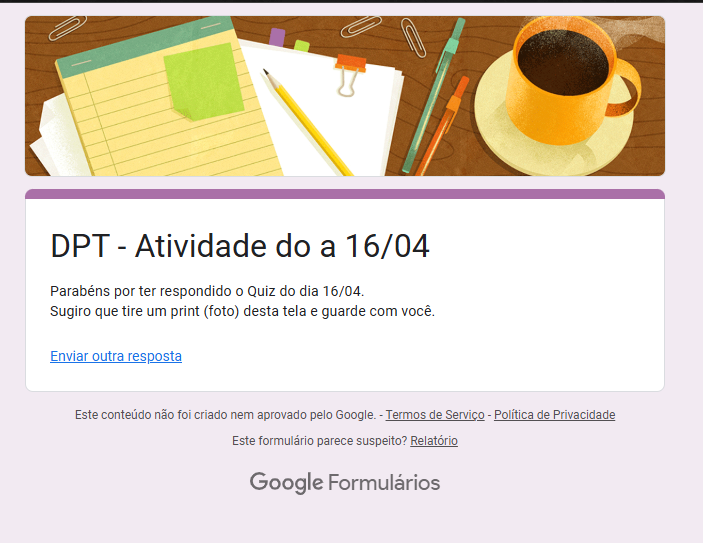 DPT - Atividade do a 16/04
Parabéns por ter respondido o Quiz do dia 16/04.
Sugiro que tire um print (foto) desta tela e guarde com você.
Enviar outra resposta
Este conteúdo não foi criado nem aprovado pelo Google. - Termos de Serviço - Política de Privacidade
Este formulário parece suspeito? Relatório
Google Formulários